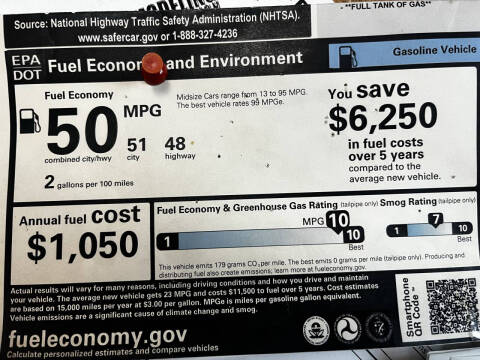 Source: National Highway Traffic Safety Administration (NHTSA).
www.safercar.gov or 1-888-327-4236
**FULL TANK OF GAS**
EPA
DOT
Fuel Economy and Environment
Gasoline Vehicle
Fuel Economy
50 MPG
combined city/hwy
51
city
48
highway
2 gallons per 100 miles
Midsize Cars range from 13 to 95 MPG.
The best vehicle rates 99 MPGe.
You save
$6,250
in fuel costs
over 5 years
compared to the
average new vehicle.
Annual fuel cost
$1,050
Fuel Economy & Greenhouse Gas Rating (tailpipe only)
MPG 10
1
10
Best
Smog Rating (tailpipe only)
7
1
10
Best
This vehicle emits 179 grams CO2 per mile. The best emits 0 grams per mile (tailpipe only). Producing and
distributing fuel also create emissions; learn more at fueleconomy.gov.
Actual results will vary for many reasons, including driving conditions and how you drive and maintain
your vehicle. The average new vehicle gets 23 MPG and costs $11,500 to fuel over 5 years. Cost estimates
are based on 15,000 miles per year at $3.00 per gallon. MPGe is miles per gasoline gallon equivalent.
Vehicle emissions are a significant cause of climate change and smog.
fueleconomy.gov
Calculate personalized estimates and compare vehicles
Smartphone
QR Code